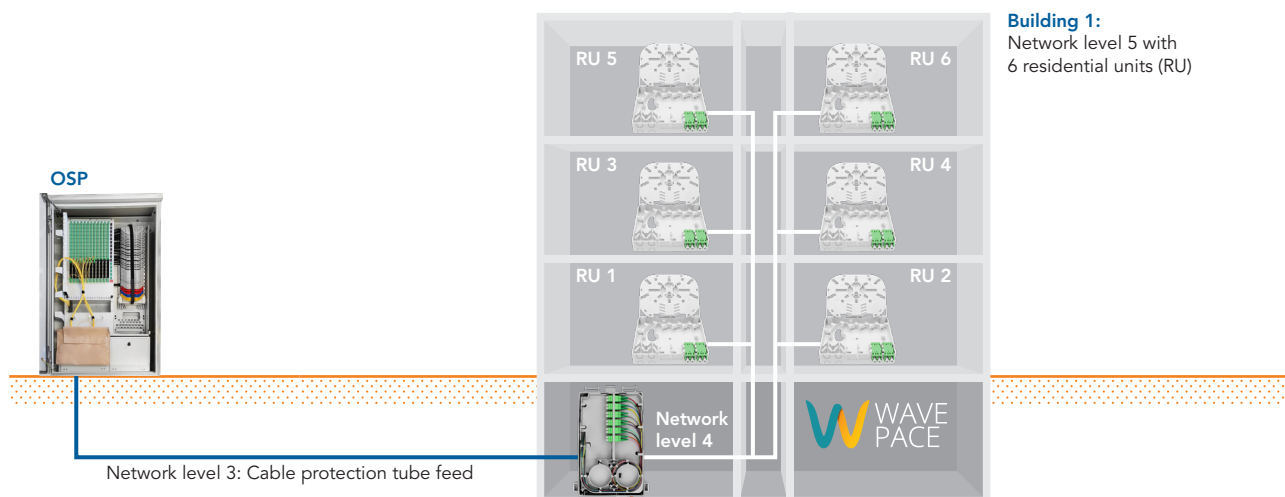 Building 1:
Network level 5 with
6 residential units (RU)
RU 5
RU 6
RU 3
RU 4
OSP
RU 1
RU 2
Network
level 4
WAVE
PACE
Network level 3: Cable protection tube feed